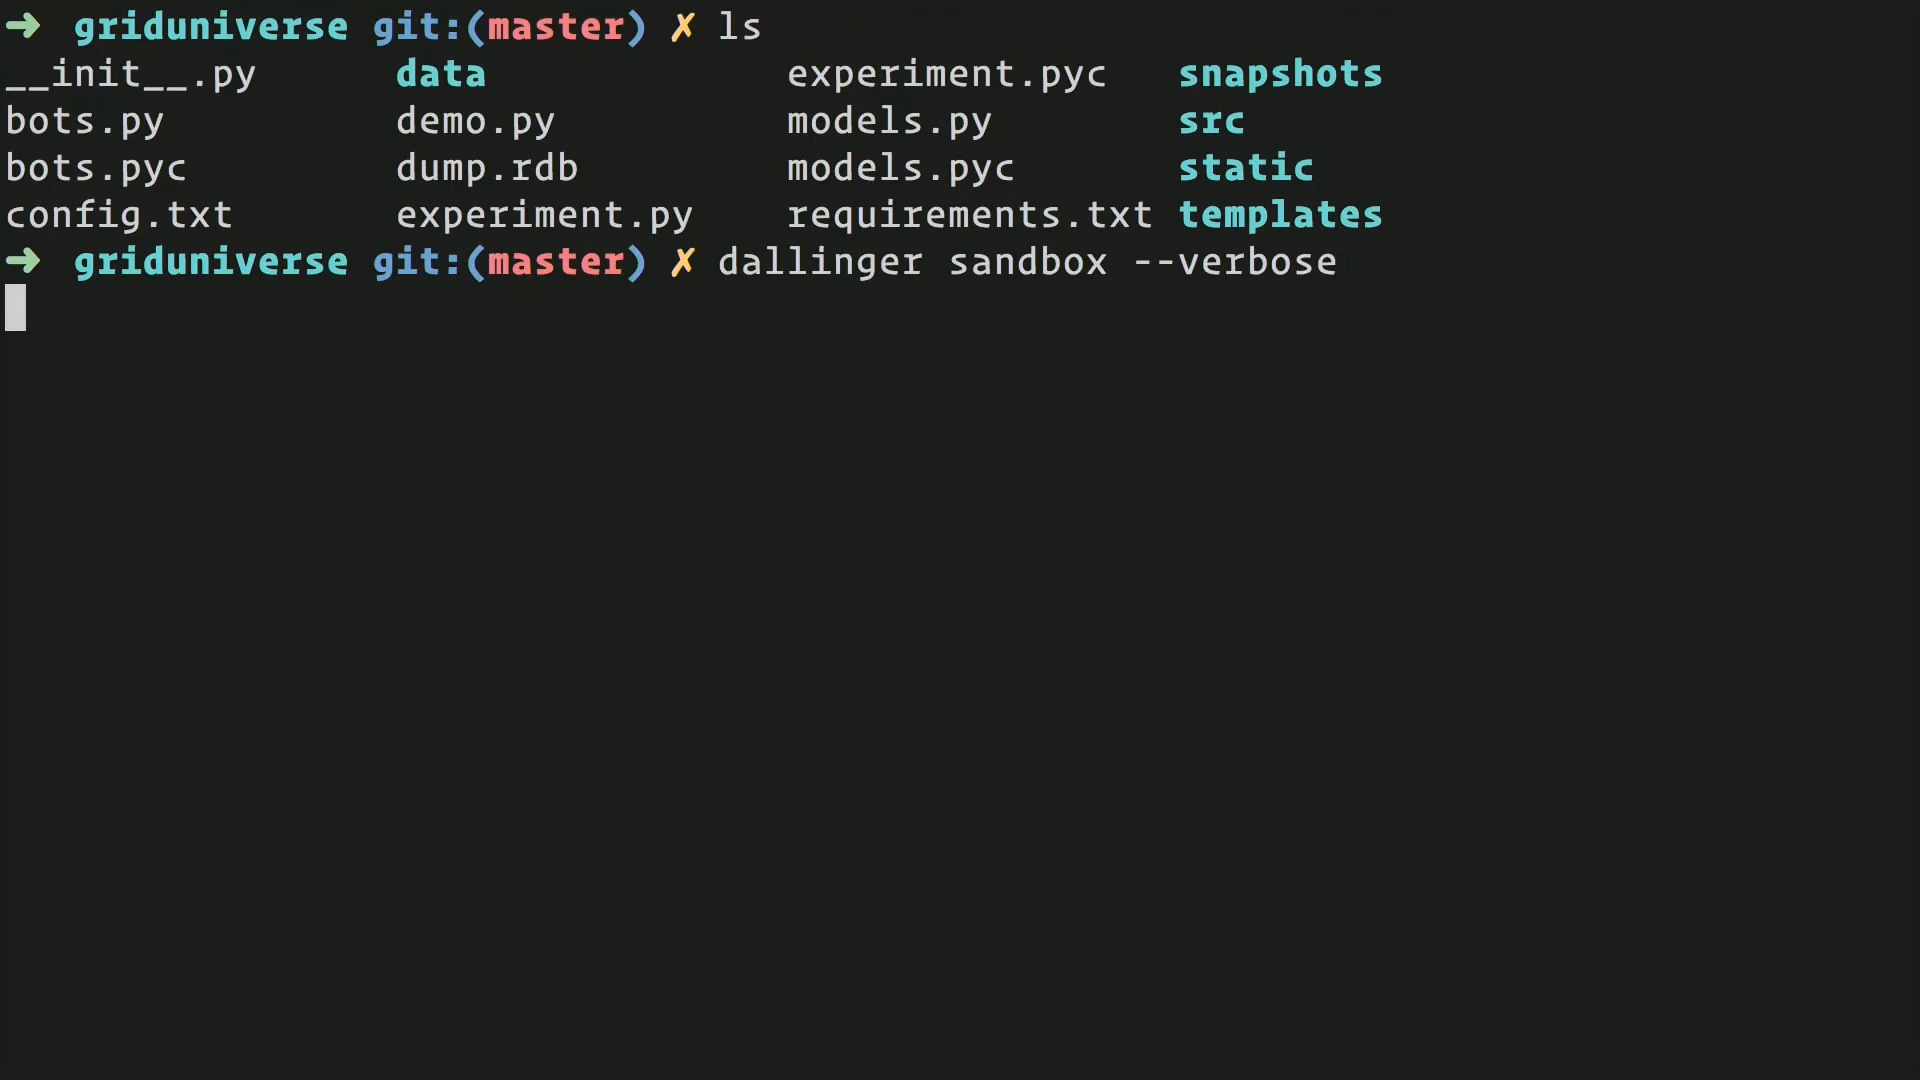 ➜ griduniverse git:(master) ✗ ls
__init__.py data experiment.pyc snapshots
bots.py demo.py models.py src
bots.pyc dump.rdb models.pyc static
config.txt experiment.py requirements.txt templates
➜ griduniverse git:(master) ✗ dallinger sandbox --verbose